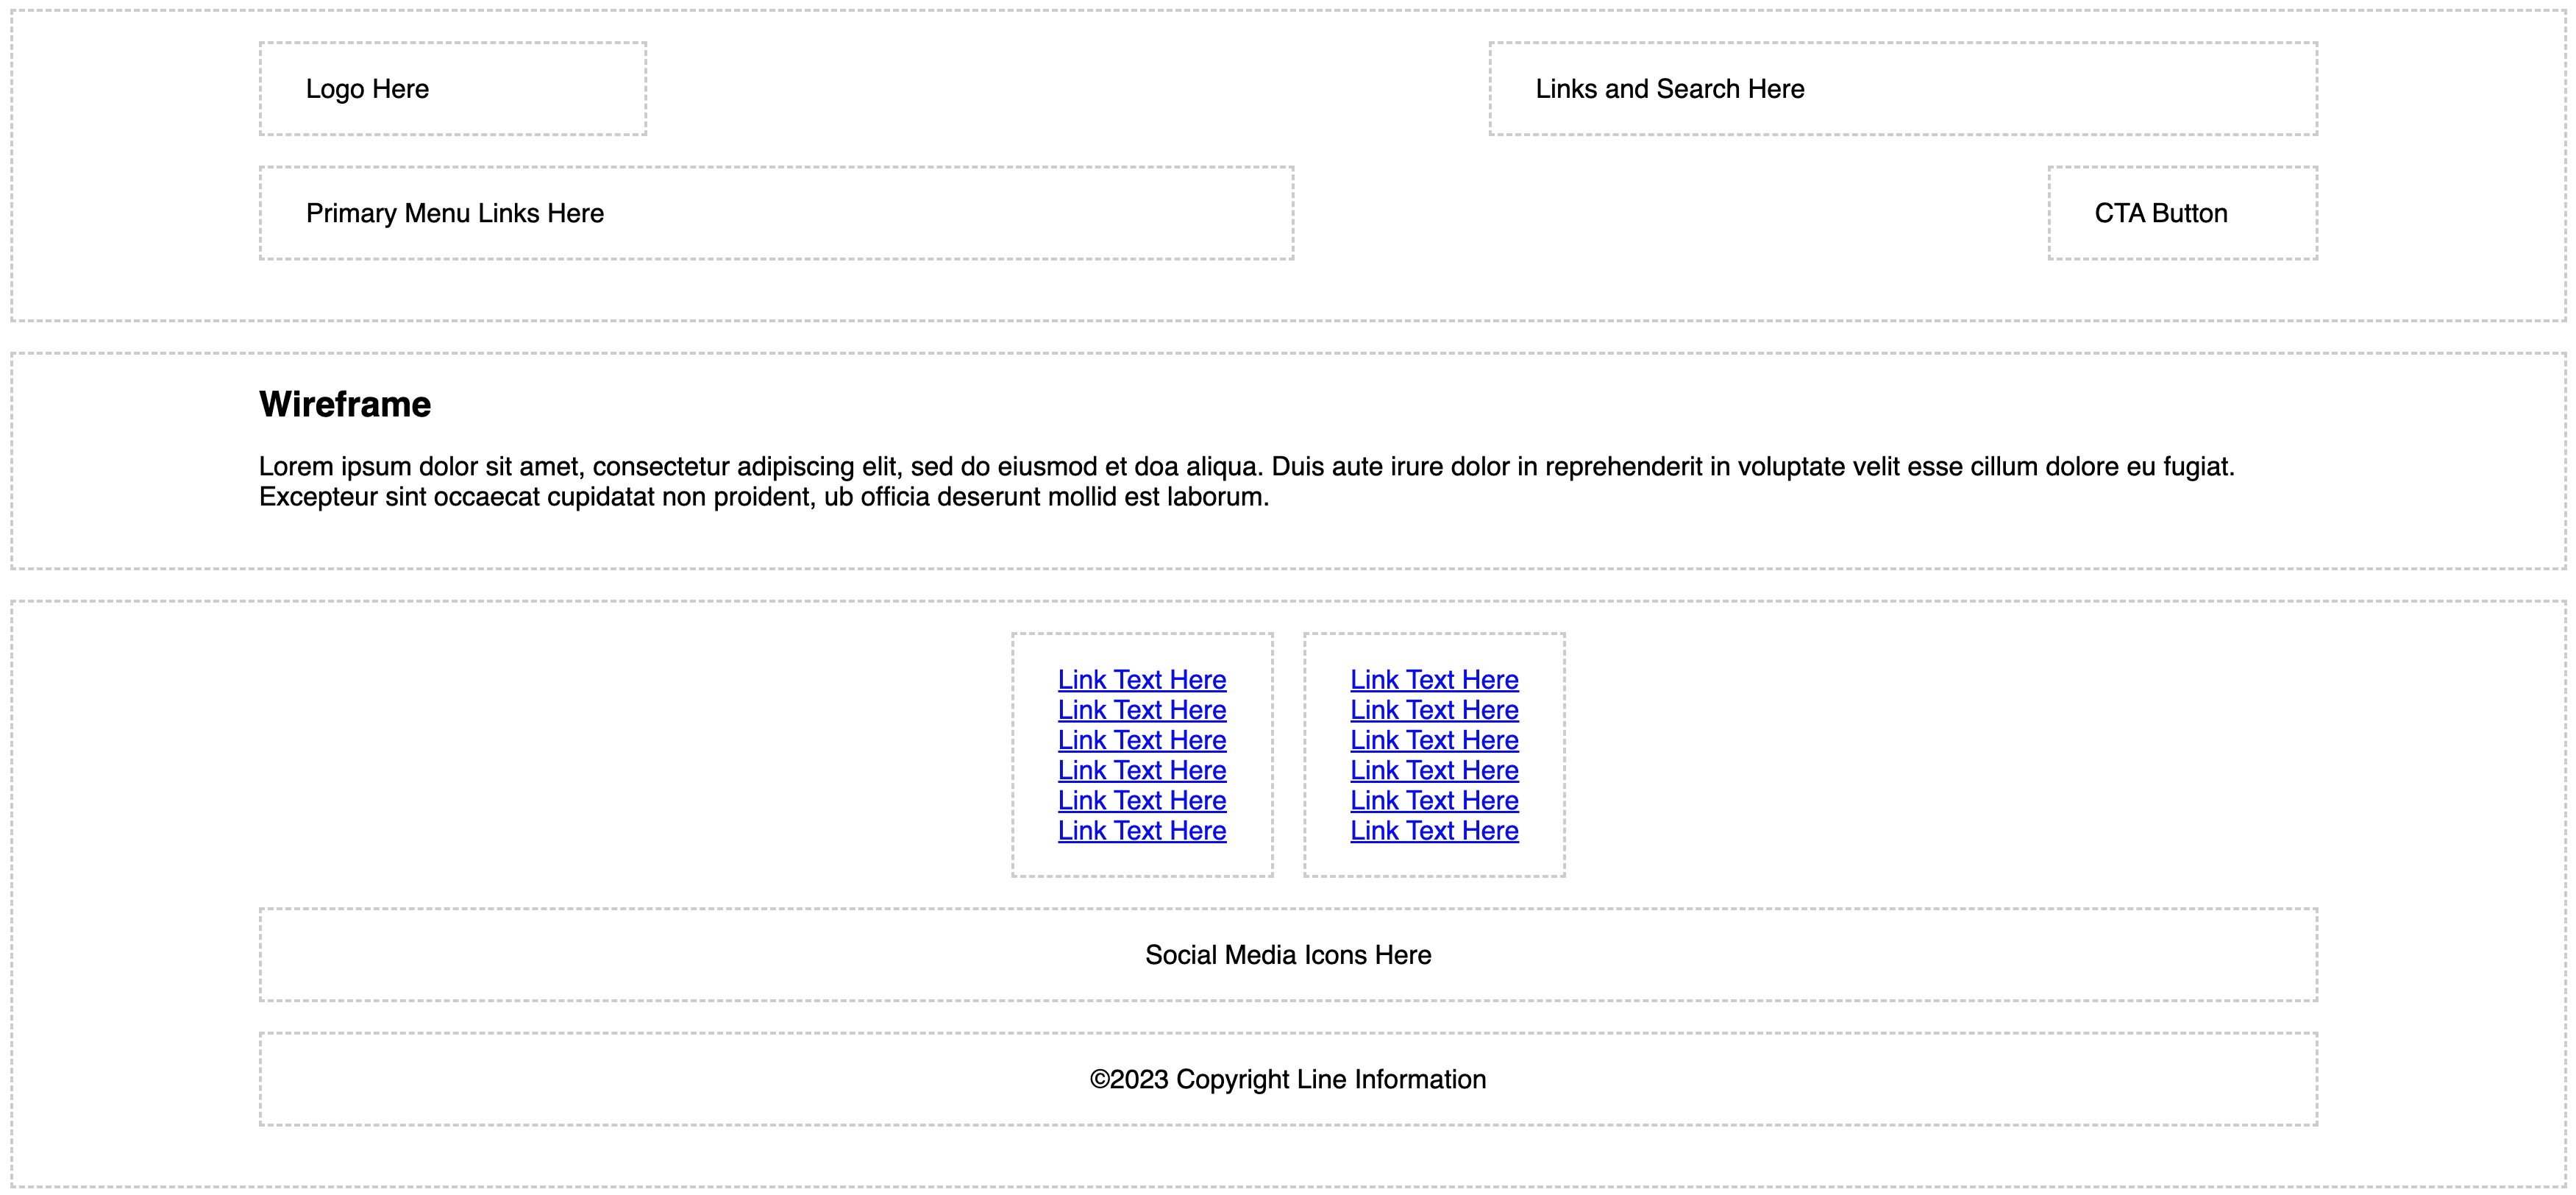 Logo Here
Links and Search Here
Primary Menu Links Here
CTA Button
Wireframe
Lorem ipsum dolor sit amet, consectetur adipiscing elit, sed do eiusmod et doa aliqua. Duis aute irure dolor in reprehenderit in voluptate velit esse cillum dolore eu fugiat.
Excepteur sint occaecat cupidatat non proident, ub officia deserunt mollid est laborum.
Link Text Here
Link Text Here
Link Text Here
Link Text Here
Link Text Here
Link Text Here
Link Text Here
Link Text Here
Link Text Here
Link Text Here
Link Text Here
Link Text Here
Social Media Icons Here
©2023 Copyright Line Information